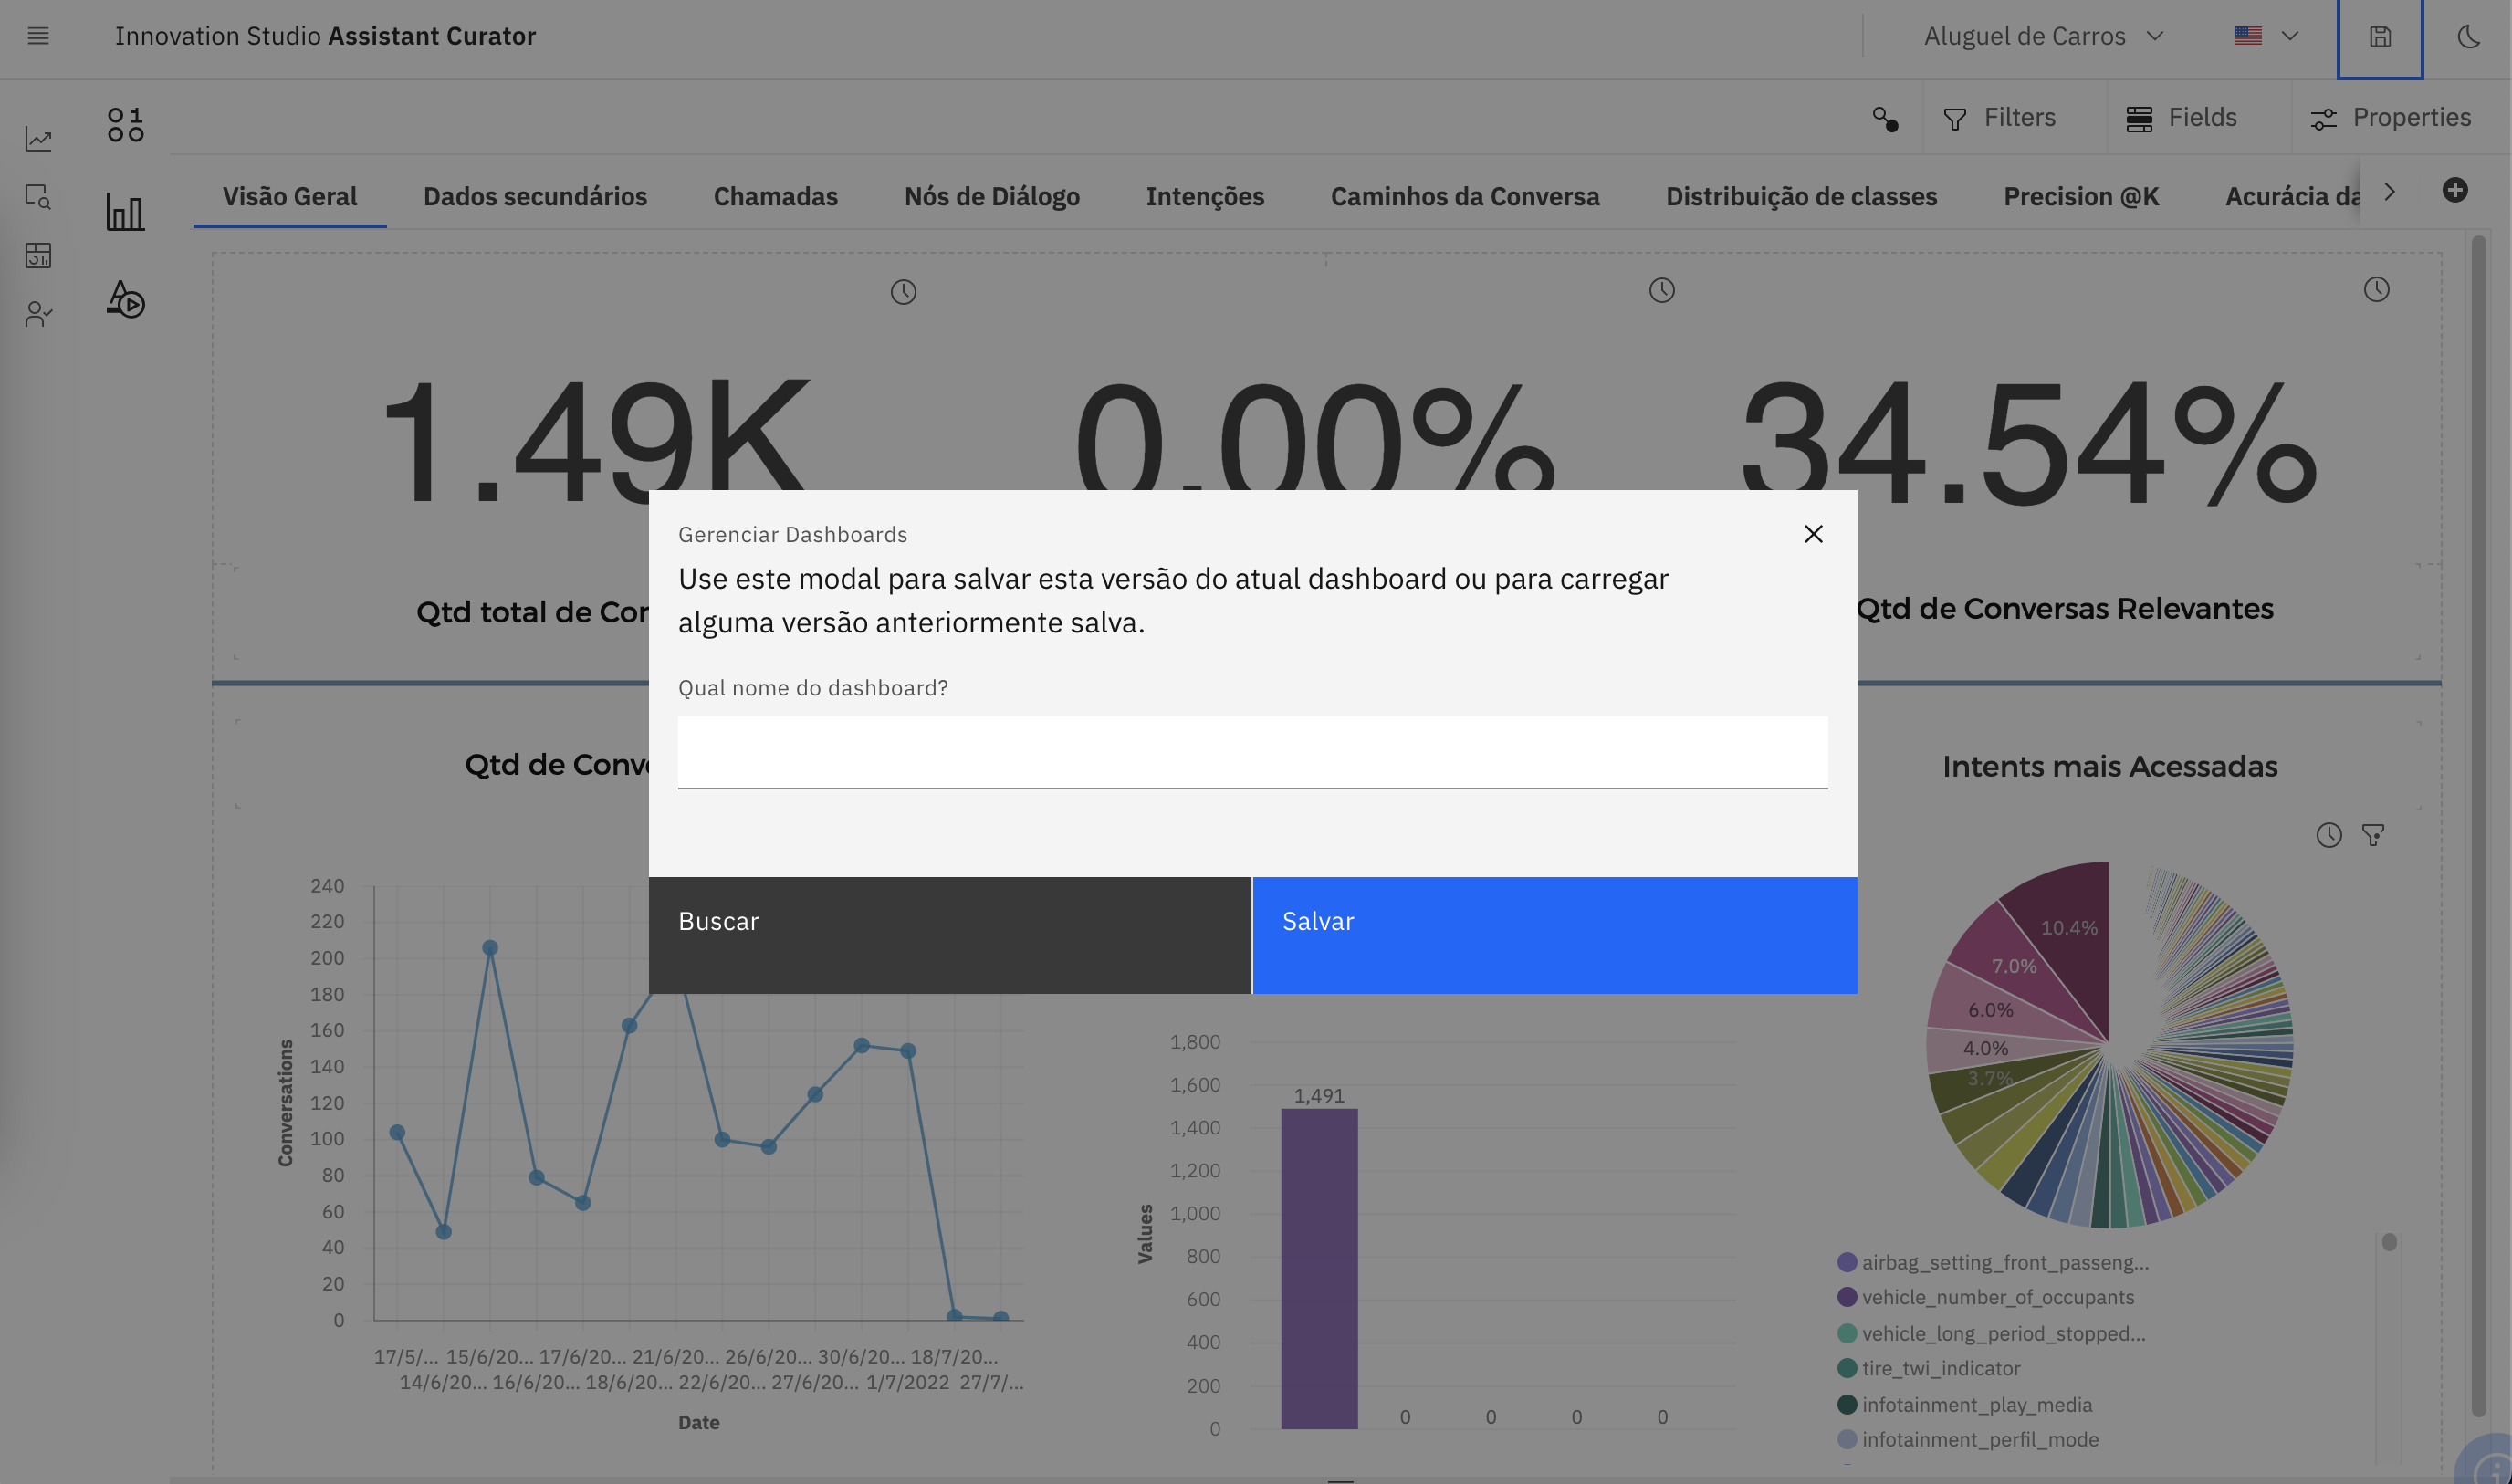 Innovation Studio Assistant Curator
Aluguel de Carros
Filters
Fields
Properties
Visão Geral
Dados secundários
Chamadas
Nós de Diálogo
Intenções
Caminhos da Conversa
Distribuição de classes
Precision @K
Acurácia da
1.49K
0.00%
34.54%
Gerenciar Dashboards
Use este modal para salvar esta versão do atual dashboard ou para carregar
alguma versão anteriormente salva.
Qual nome do dashboard?
Buscar
Salvar
Qtd total de
Qtd de Conversas Relevantes
Qtd de
Intents mais Acessadas
240
220
200
180
160
140
120
100
80
60
40
20
0
Conversations
17/5/... 15/6/20... 17/6/20... 21/6/20... 26/6/20... 30/6/20... 18/7/20...
14/6/20... 16/6/20... 18/6/20... 22/6/20... 27/6/20... 1/7/2022 27/7/...
Date
1,800
1,600
1,400
1,200
1,000
800
600
400
200
0
Values
1,491
0 0 0 0
10.4%
7.0%
6.0%
4.0%
3.7%
airbag_setting_front_passeng...
vehicle_number_of_occupants
vehicle_long_period_stopped...
tire_twi_indicator
infotainment_play_media
infotainment_perfil_mode